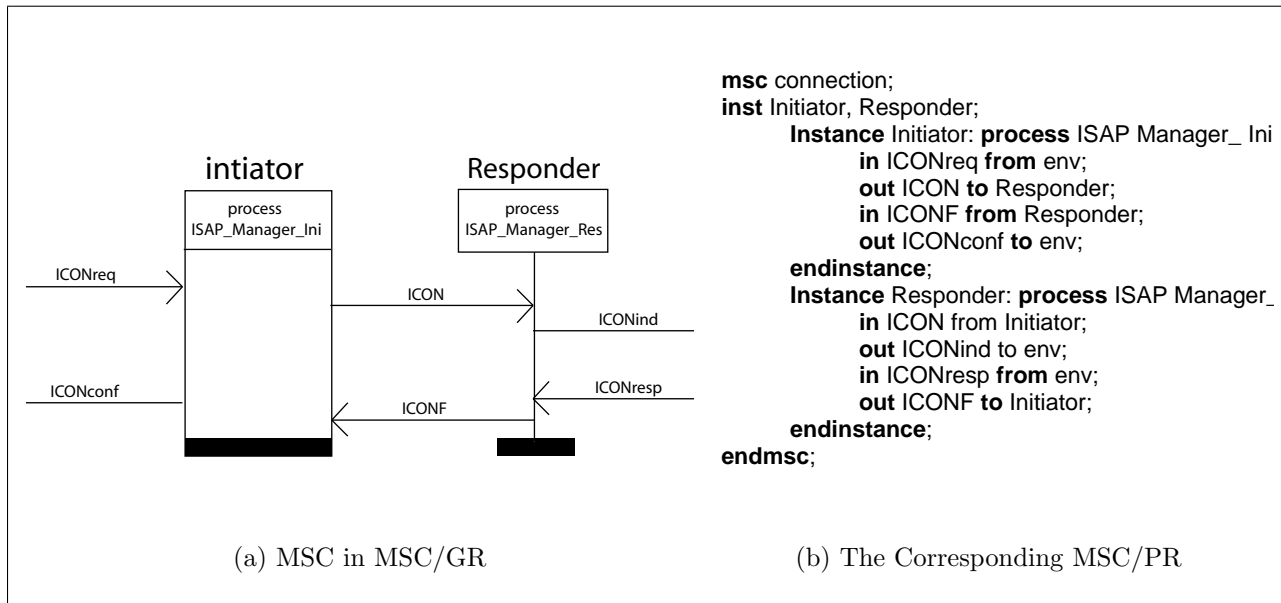 intiator
process
ISAP_Manager_Ini
Responder
process
ISAP_Manager_Res
ICONreq
ICON
ICONind
ICONconf
ICONF
ICONresp
(a) MSC in MSC/GR
msc connection;
inst Initiator, Responder;
Instance Initiator: process ISAP Manager_ Ini
in ICONreq from env;
out ICON to Responder;
in ICONF from Responder;
out ICONconf to env;
endinstance;
Instance Responder: process ISAP Manager_
in ICON from Initiator;
out ICONind to env;
in ICONresp from env;
out ICONF to Initiator;
endinstance;
endmsc;
(b) The Corresponding MSC/PR